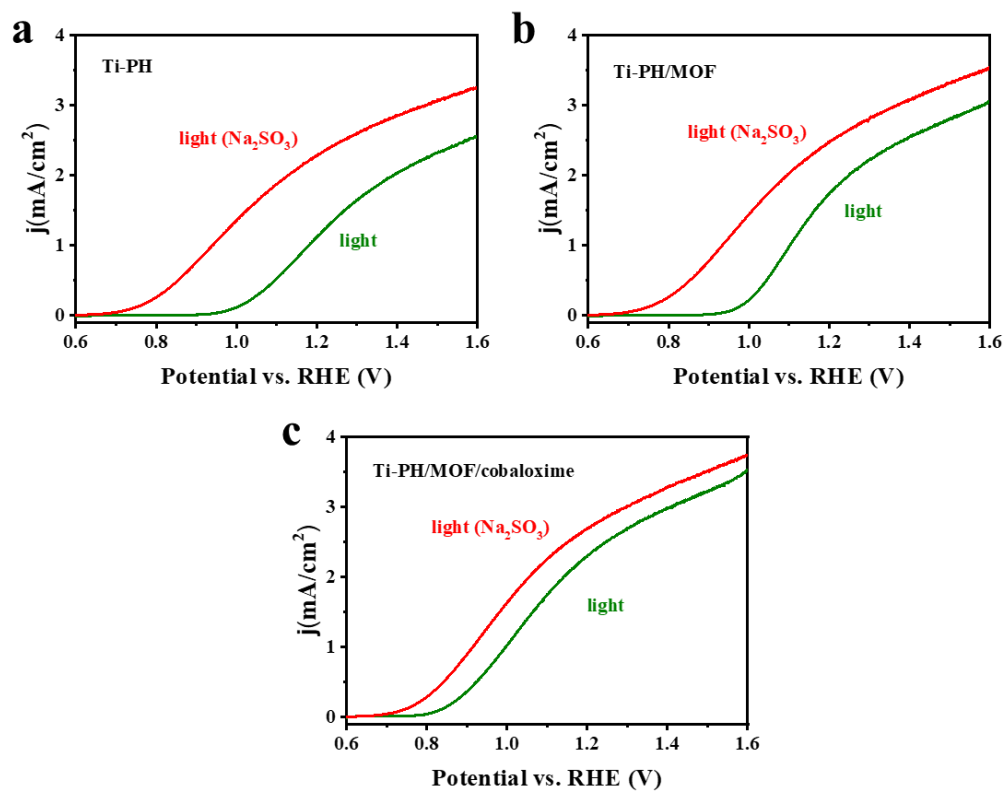 a
Ti-PH
light (Na₂SO₃)
light
j(mA/cm²)
4
3
2
1
0
0.6 0.8 1.0 1.2 1.4 1.6
Potential vs. RHE (V)
b
Ti-PH/MOF
light (Na₂SO₃)
light
j(mA/cm²)
4
3
2
1
0
0.6 0.8 1.0 1.2 1.4 1.6
Potential vs. RHE (V)
c
Ti-PH/MOF/cobaloxime
light (Na₂SO₃)
light
j(mA/cm²)
4
3
2
1
0
0.6 0.8 1.0 1.2 1.4 1.6
Potential vs. RHE (V)